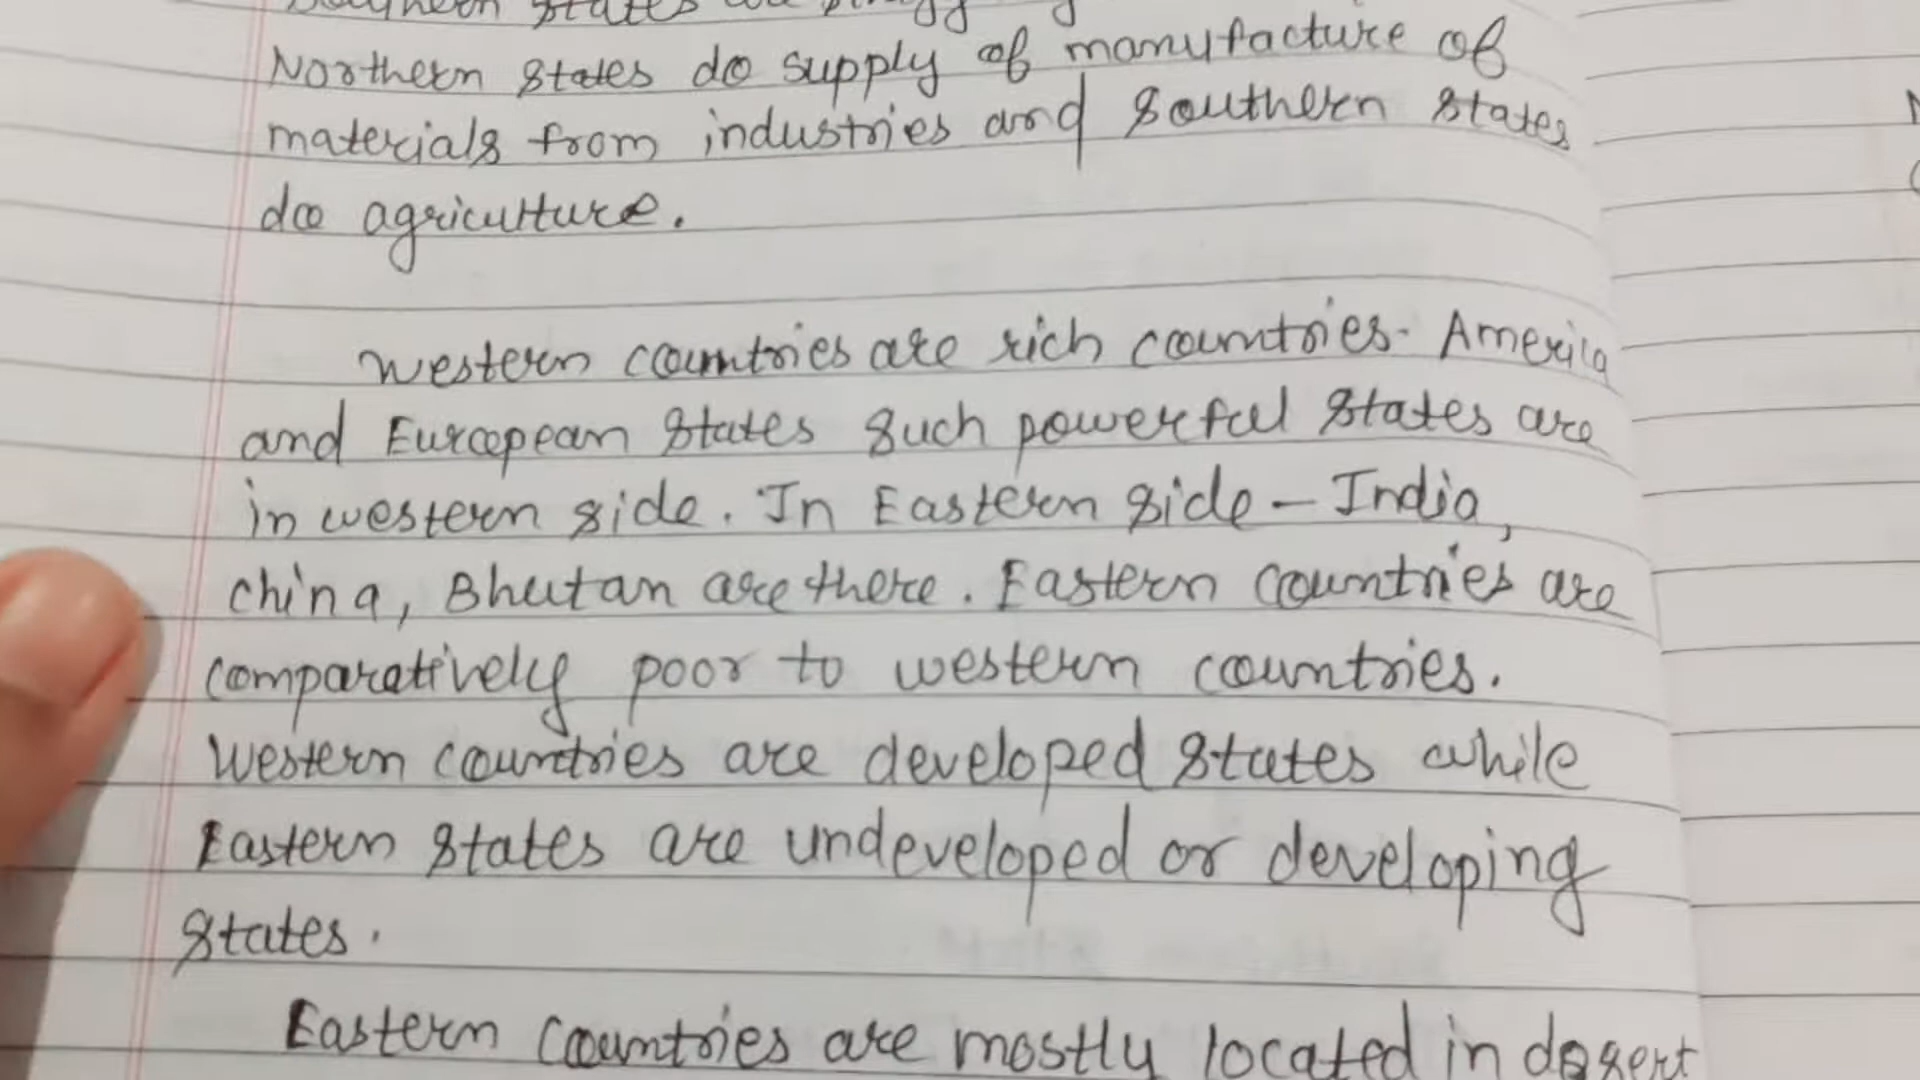 Southern states are
Northern states do supply of manufacture of
materials from industries and southern states
do agriculture.
Western countries are rich countries- America
and European states such powerful states are
in western side. In Eastern side - India,
china, Bhutan are there. Eastern countries are
comparatively poor to western countries.
Western countries are developed states while
Eastern states are undeveloped or developing
states.
Eastern countries are mostly located in desert